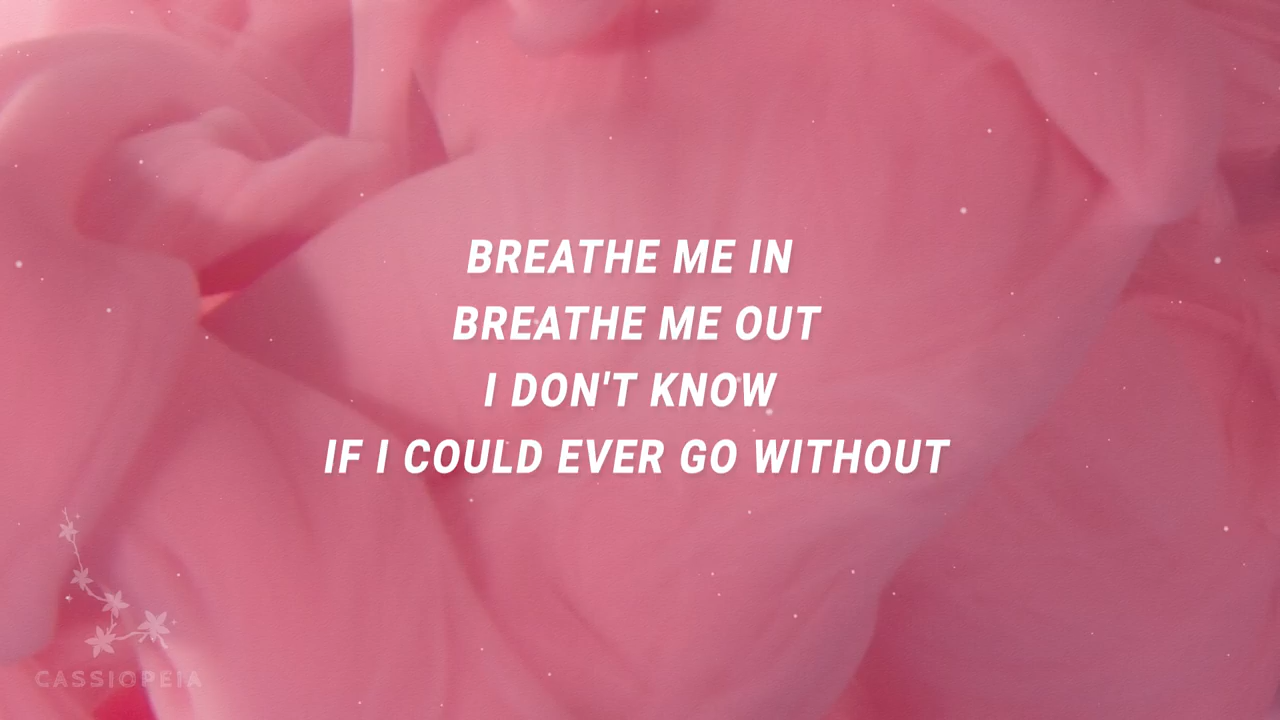 BREATHE ME IN
BREATHE ME OUT
I DON'T KNOW
IF I COULD EVER GO WITHOUT
CASSIOPEIA